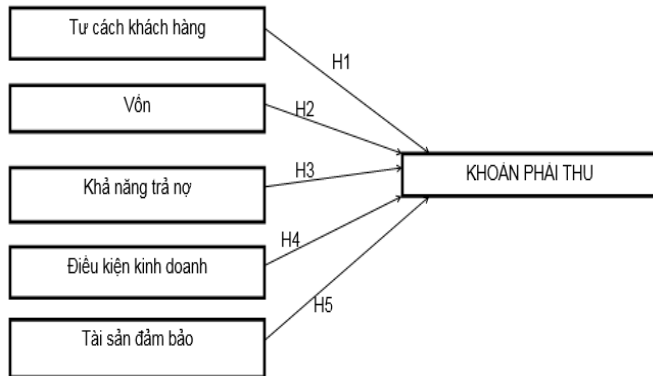 Tư cách khách hàng
H1
Vốn
H2
Khả năng trả nợ
H3
KHOẢN PHẢI THU
Điều kiện kinh doanh
H4
Tài sản đảm bảo
H5